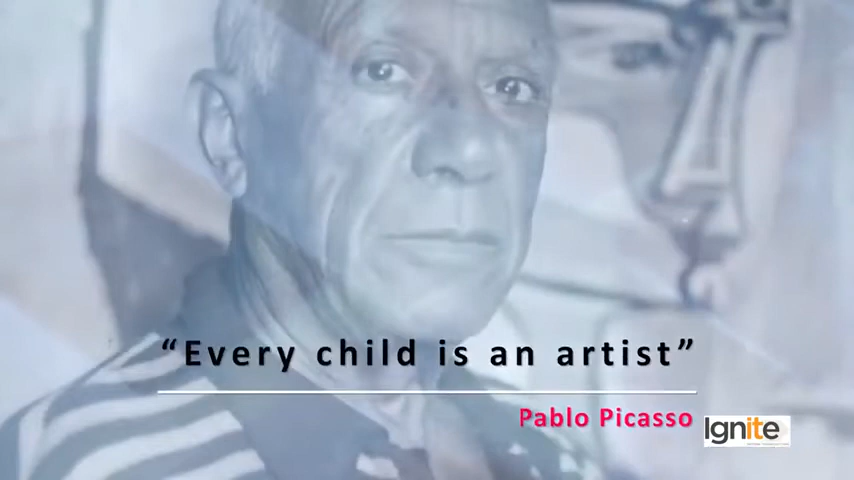 “Every child is an artist”
Pablo Picasso
Ignite